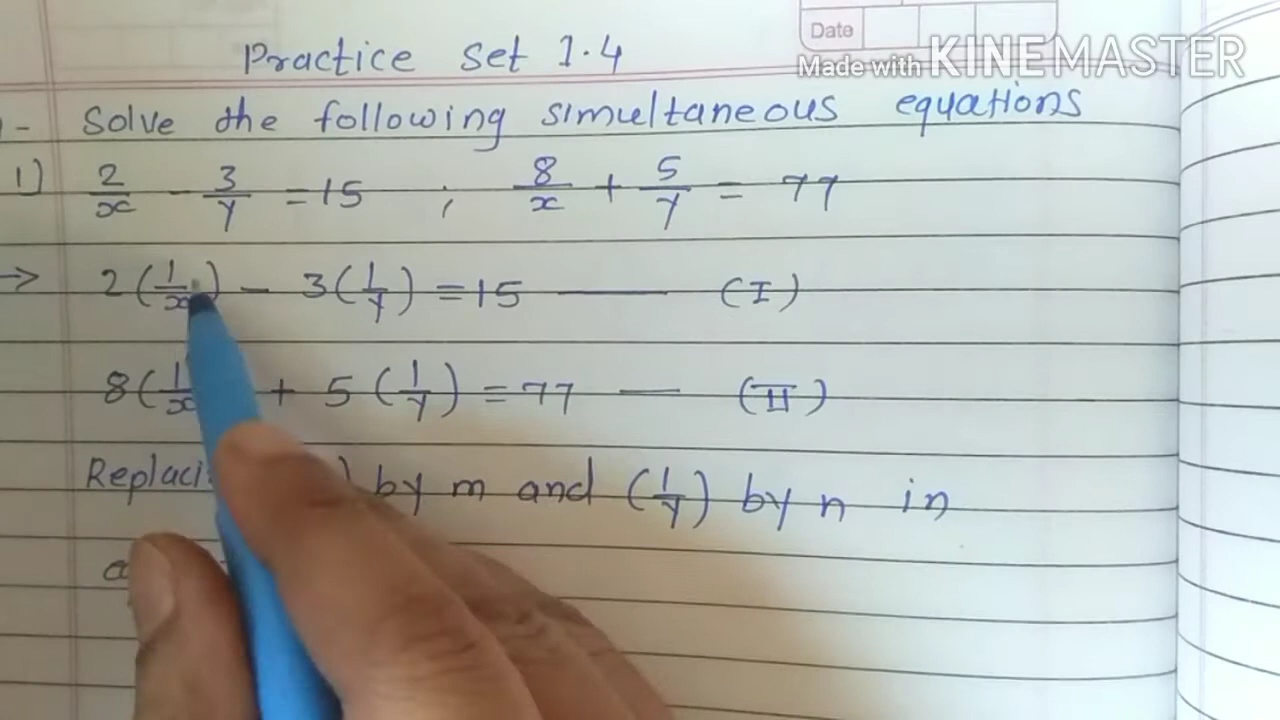 Date
Made with KINEMASTER
Practice Set 1.4
Solve the following simultaneous equations
1) 2/x - 3/y = 15 ; 8/x + 5/y = 77
→ 2(1/x) - 3(1/y) = 15 —— (I)
8(1/x + 5(1/y) = 77 — (II)
) by m and (1/y) by n in